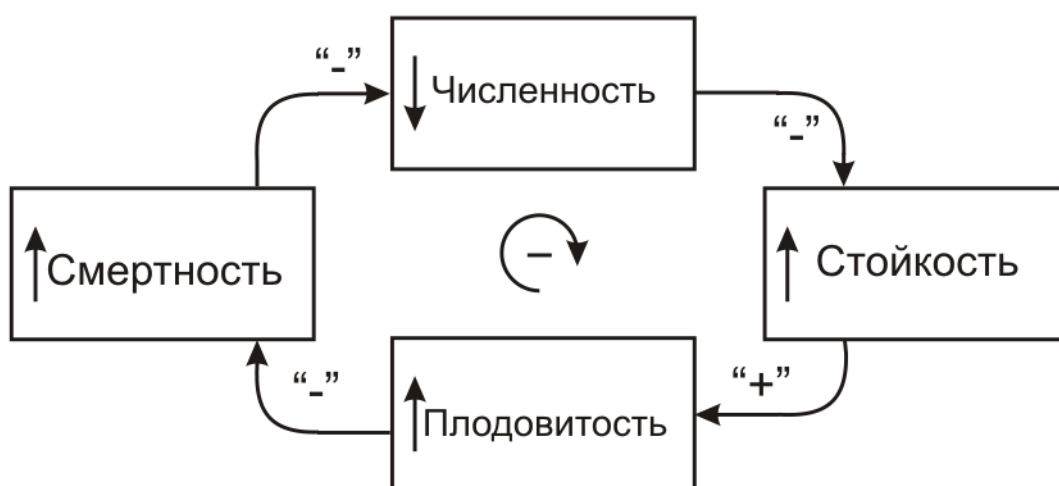 “-”
Численность
“-”
Смертность
–
Стойкость
“-”
“+”
Плодовитость